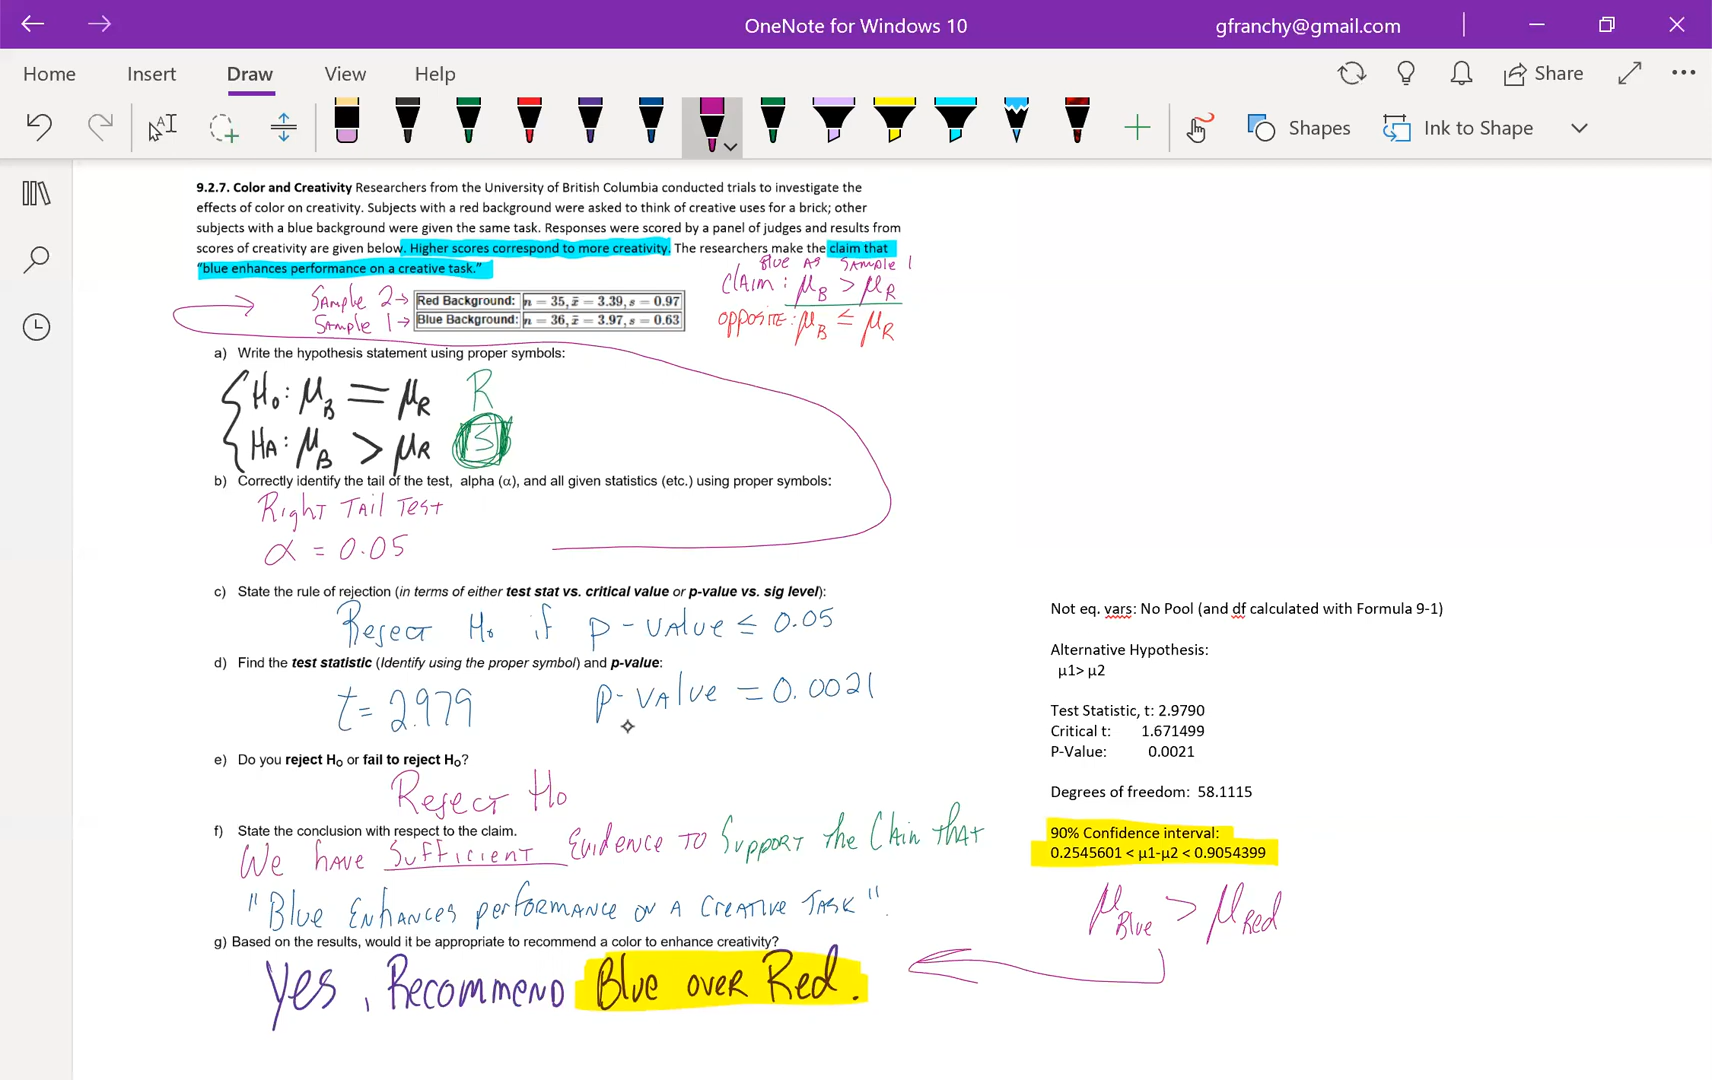 OneNote for Windows 10
gfranchy@gmail.com
Home Insert Draw View Help
Share
Shapes Ink to Shape
9.2.7. Color and Creativity Researchers from the University of British Columbia conducted trials to investigate the
effects of color on creativity. Subjects with a red background were asked to think of creative uses for a brick; other
subjects with a blue background were given the same task. Responses were scored by a panel of judges and results from
scores of creativity are given below. Higher scores correspond to more creativity. The researchers make the claim that
"blue enhances performance on a creative task."
Blue as Sample 1
Claim: μB > μR
Opposite: μB ≤ μR
Sample 2→ Red Background: n = 35, x̄ = 3.39, s = 0.97
Sample 1→ Blue Background: n = 36, x̄ = 3.97, s = 0.63
a) Write the hypothesis statement using proper symbols:
H0: μB = μR R
HA: μB > μR S
b) Correctly identify the tail of the test, alpha (α), and all given statistics (etc.) using proper symbols:
Right Tail Test
α = 0.05
c) State the rule of rejection (in terms of either test stat vs. critical value or p-value vs. sig level):
Reject H0 if p-value ≤ 0.05
d) Find the test statistic (Identify using the proper symbol) and p-value:
t = 2.979 p-value = 0.0021
e) Do you reject H0 or fail to reject H0?
Reject H0
f) State the conclusion with respect to the claim.
We have sufficient evidence to support the claim that
"Blue enhances performance on a creative task".
g) Based on the results, would it be appropriate to recommend a color to enhance creativity?
Yes, Recommend Blue over Red.
Not eq. vars: No Pool (and df calculated with Formula 9-1)
Alternative Hypothesis:
μ1> μ2
Test Statistic, t: 2.9790
Critical t: 1.671499
P-Value: 0.0021
Degrees of freedom: 58.1115
90% Confidence interval:
0.2545601 < μ1-μ2 < 0.9054399
μBlue > μRed